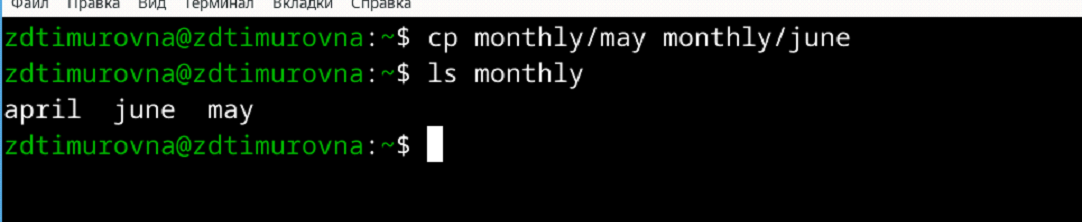 Файл Правка Вид Терминал Вкладки Справка
zdtimurovna@zdtimurovna:~$ cp monthly/may monthly/june
zdtimurovna@zdtimurovna:~$ ls monthly
april june may
zdtimurovna@zdtimurovna:~$